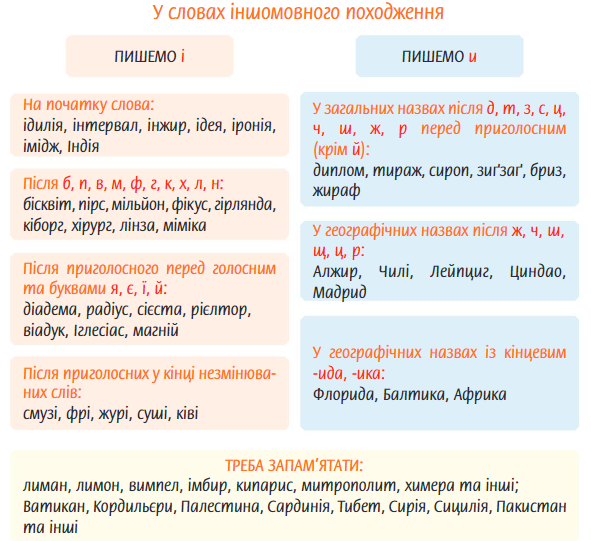 У словах іншомовного походження
ПИШЕМО і
На початку слова:
ідилія, інтервал, інжир, ідея, іронія,
імідж, Індія
Після б, п, в, м, ф, г, к, х, л, н:
бісквіт, пірс, мільйон, фікус, гірлянда,
кіборг, хірург, лінза, міміка
Після приголосного перед голосним
та буквами я, є, ї, й:
діадема, радіус, сієста, рієлтор,
віадук, Іглесіас, магній
Після приголосних у кінці незмінюва-
них слів:
смузі, фрі, журі, суші, ківі
ПИШЕМО и
У загальних назвах після д, т, з, с, ц,
ч, ш, ж, р перед приголосним
(крім й):
диплом, тираж, сироп, зиґзаґ, бриз,
жираф
У географічних назвах після ж, ч, ш,
щ, ц, р:
Алжир, Чилі, Лейпциг, Циндао,
Мадрид
У географічних назвах із кінцевим
-ида, -ика:
Флорида, Балтика, Африка
ТРЕБА ЗАПАМ’ЯТАТИ:
лиман, лимон, вимпел, імбир, кипарис, митрополит, химера та інші;
Ватикан, Кордильєри, Палестина, Сардинія, Тибет, Сирія, Сицилія, Пакистан
та інші